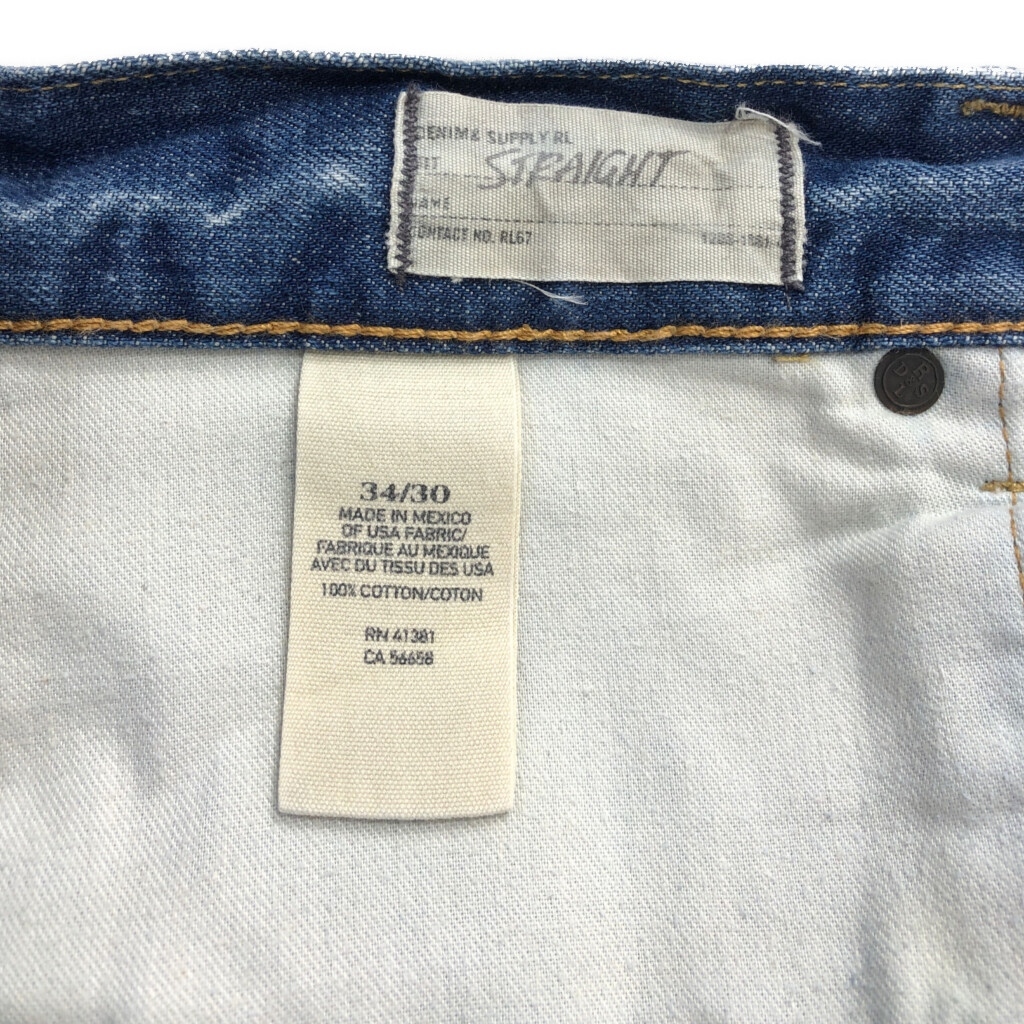 DENIM & SUPPLY RL
STRAIGHT
CONTACT NO. RL67
34/30
MADE IN MEXICO
OF USA FABRIC/
FABRIQUE AU MEXIQUE
AVEC DU TISSU DES USA
100% COTTON/COTON
RN 41381
CA 56658